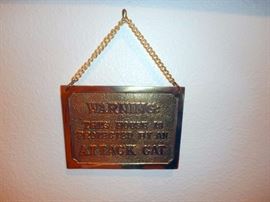 WARNING:
THIS HOUSE IS
PROTECTED BY AN
ATTACK CAT